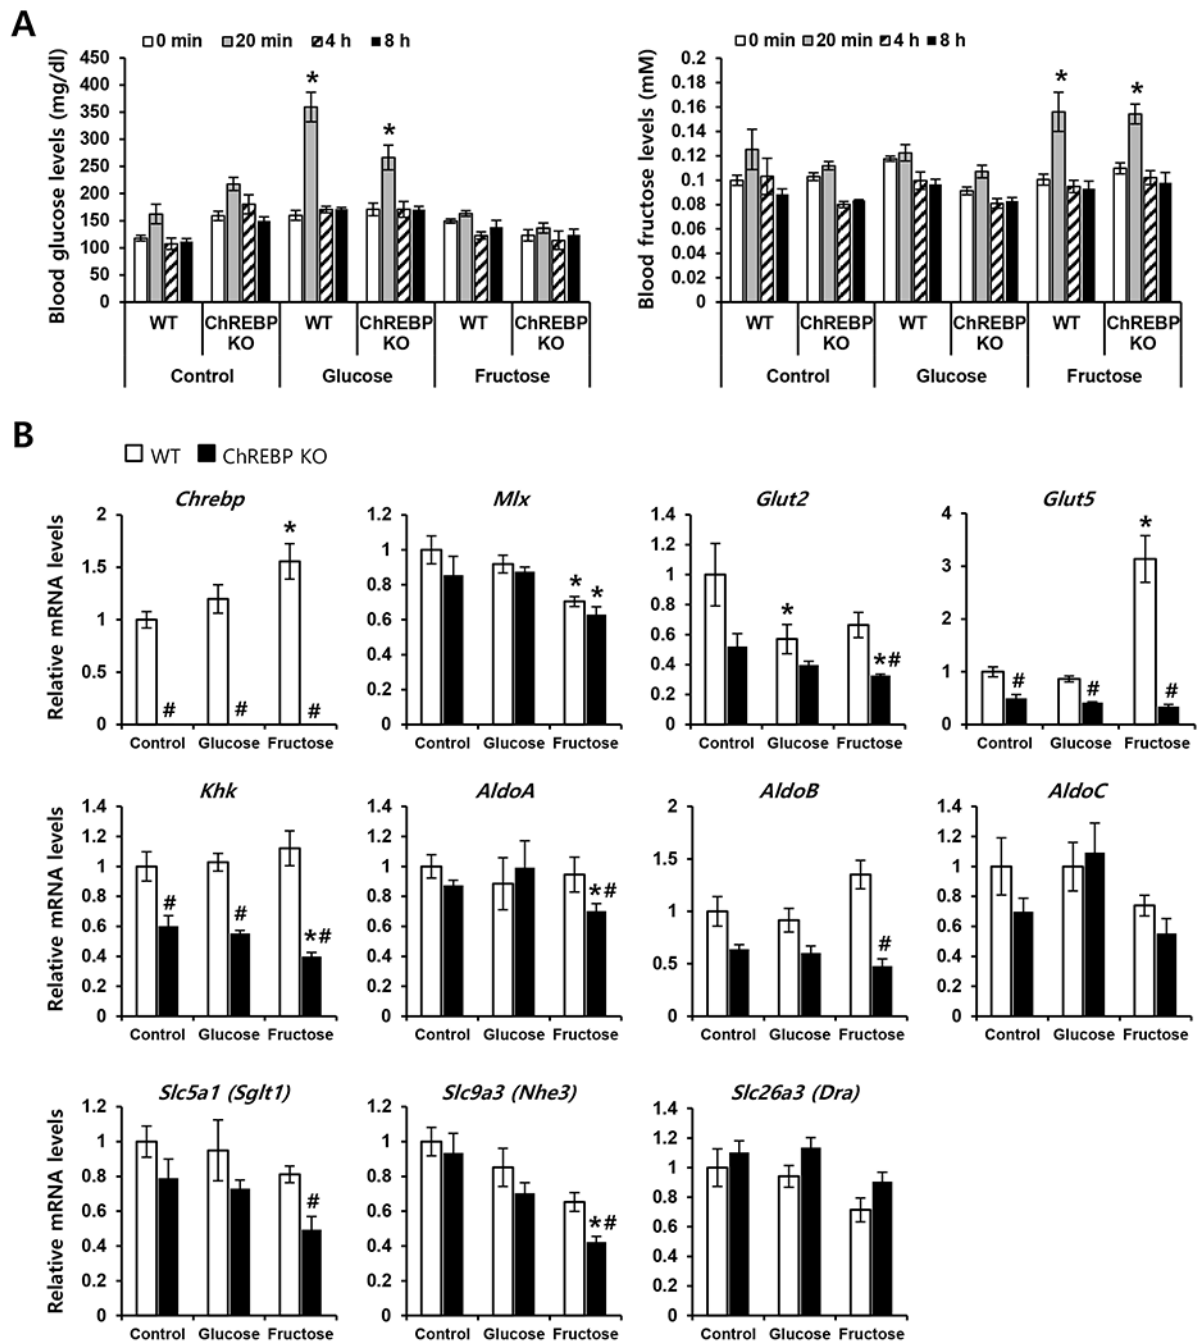 A
0 min 20 min 4 h 8 h
Blood glucose levels (mg/dl)
450
400
350
300
250
200
150
100
50
0
WT ChREBP KO WT ChREBP KO WT ChREBP KO
Control Glucose Fructose
*
*
0 min 20 min 4 h 8 h
Blood fructose levels (mM)
0.2
0.18
0.16
0.14
0.12
0.1
0.08
0.06
0.04
0.02
0
WT ChREBP KO WT ChREBP KO WT ChREBP KO
Control Glucose Fructose
*
*
B
WT ChREBP KO
Chrebp
Relative mRNA levels
2
1.5
1
0.5
0
# # * #
Control Glucose Fructose
Mlx
1.2
1
0.8
0.6
0.4
0.2
0
* *
Control Glucose Fructose
Glut2
1.4
1.2
1
0.8
0.6
0.4
0.2
0
* *#
Control Glucose Fructose
Glut5
4
3
2
1
0
# # * #
Control Glucose Fructose
Khk
Relative mRNA levels
1.4
1.2
1
0.8
0.6
0.4
0.2
0
# # *#
Control Glucose Fructose
AldoA
1.4
1.2
1
0.8
0.6
0.4
0.2
0
*#
Control Glucose Fructose
AldoB
2
1.5
1
0.5
0
#
Control Glucose Fructose
AldoC
1.4
1.2
1
0.8
0.6
0.4
0.2
0
Control Glucose Fructose
Slc5a1 (Sglt1)
Relative mRNA levels
1.2
1
0.8
0.6
0.4
0.2
0
#
Control Glucose Fructose
Slc9a3 (Nhe3)
1.2
1
0.8
0.6
0.4
0.2
0
*#
Control Glucose Fructose
Slc26a3 (Dra)
1.4
1.2
1
0.8
0.6
0.4
0.2
0
Control Glucose Fructose